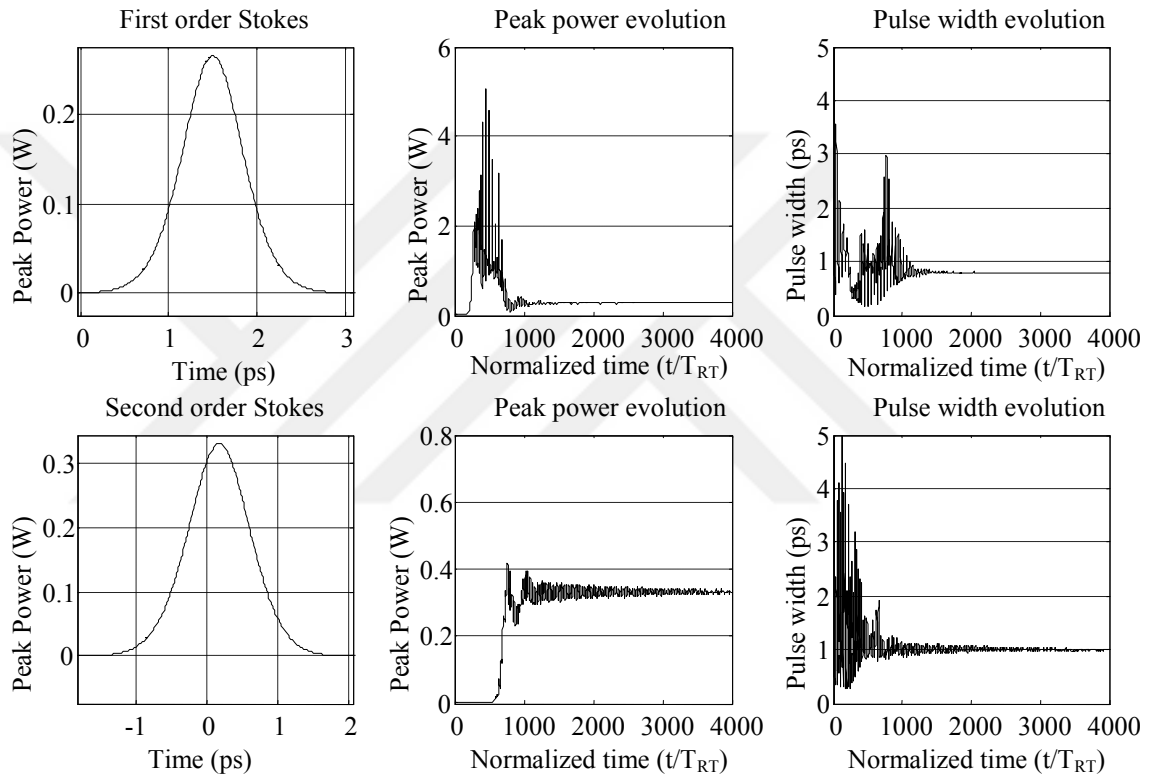 First order Stokes
Peak Power (W)
0.2
0.1
0
0 1 2 3
Time (ps)
Peak power evolution
Peak Power (W)
6
4
2
0
0 1000 2000 3000 4000
Normalized time (t/TRT)
Pulse width evolution
Pulse width (ps)
5
4
3
2
1
0
0 1000 2000 3000 4000
Normalized time (t/TRT)
Second order Stokes
Peak Power (W)
0.3
0.2
0.1
0
-1 0 1 2
Time (ps)
Peak power evolution
Peak Power (W)
0.8
0.6
0.4
0.2
0
0 1000 2000 3000 4000
Normalized time (t/TRT)
Pulse width evolution
Pulse width (ps)
5
4
3
2
1
0
0 1000 2000 3000 4000
Normalized time (t/TRT)